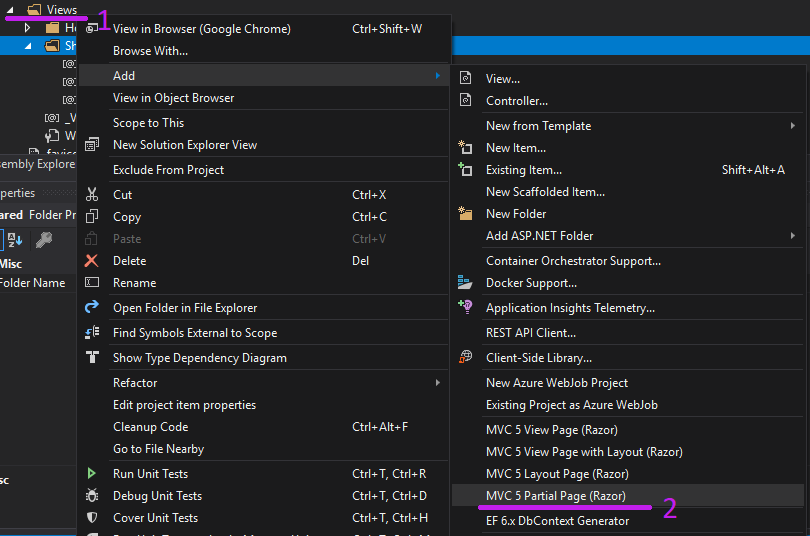 Views
1
View in Browser (Google Chrome) Ctrl+Shift+W
Browse With...
Add
View in Object Browser
Scope to This
New Solution Explorer View
Exclude From Project
Cut Ctrl+X
Copy Ctrl+C
Paste Ctrl+V
Delete Del
Rename
Open Folder in File Explorer
Find Symbols External to Scope
Show Type Dependency Diagram
Refactor
Edit project item properties
Cleanup Code Ctrl+Alt+F
Go to File Nearby
Run Unit Tests Ctrl+T, Ctrl+R
Debug Unit Tests Ctrl+T, Ctrl+D
Cover Unit Tests Ctrl+T, Ctrl+H
View...
Controller...
New from Template
New Item...
Existing Item... Shift+Alt+A
New Scaffolded Item...
New Folder
Add ASP.NET Folder
Container Orchestrator Support...
Docker Support...
Application Insights Telemetry...
REST API Client...
Client-Side Library...
New Azure WebJob Project
Existing Project as Azure WebJob
MVC 5 View Page (Razor)
MVC 5 View Page with Layout (Razor)
MVC 5 Layout Page (Razor)
MVC 5 Partial Page (Razor)
2
EF 6.x DbContext Generator
Ho
Sh
[@]
[@]
[@]
[@] _V
W
sembly Explore
perties
ared Folder Pr
Misc
Folder Name
sc